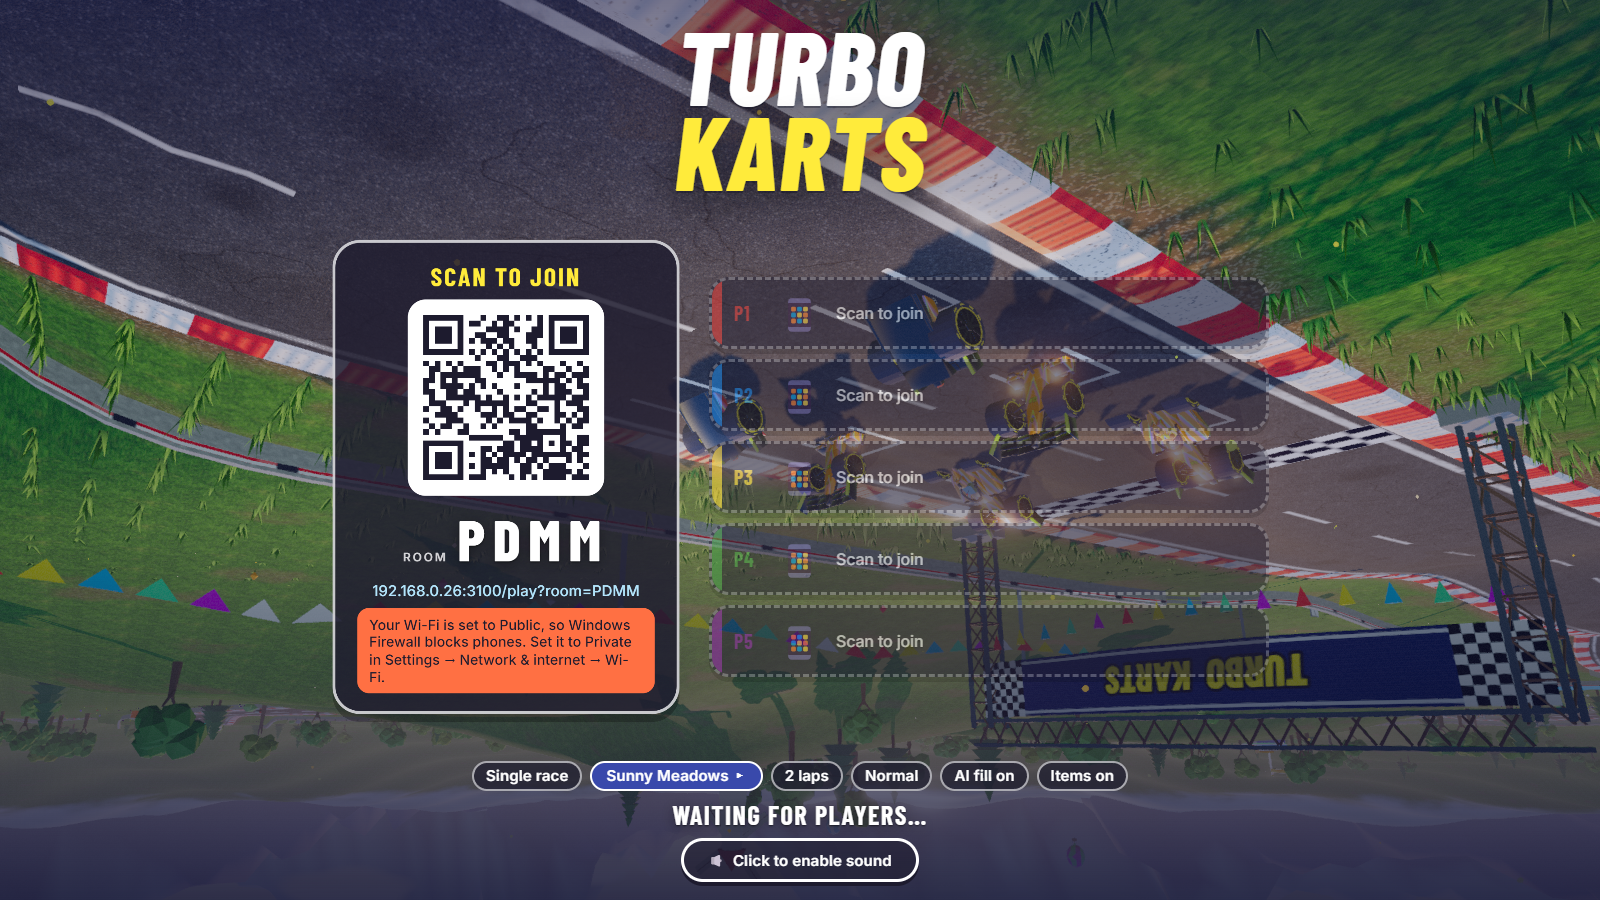 TURBO
KARTS
SCAN TO JOIN
ROOM PDMM
192.168.0.26:3100/play?room=PDMM
Your Wi-Fi is set to Public, so Windows
Firewall blocks phones. Set it to Private
in Settings → Network & internet → Wi-
Fi.
P1 Scan to join
P2 Scan to join
P3 Scan to join
P4 Scan to join
P5 Scan to join
TURBO KARTS
Single race
Sunny Meadows ▸
2 laps
Normal
AI fill on
Items on
WAITING FOR PLAYERS...
Click to enable sound